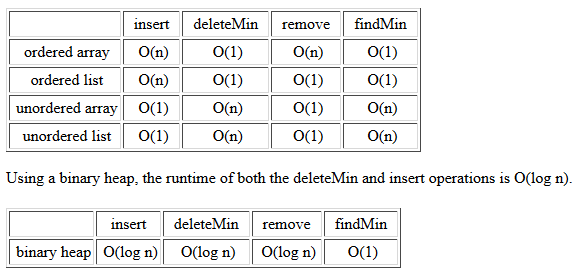 insert deleteMin remove findMin
ordered array O(n) O(1) O(n) O(1)
ordered list O(n) O(1) O(1) O(1)
unordered array O(1) O(n) O(1) O(n)
unordered list O(1) O(n) O(1) O(n)
Using a binary heap, the runtime of both the deleteMin and insert operations is O(log n).
insert deleteMin remove findMin
binary heap O(log n) O(log n) O(log n) O(1)